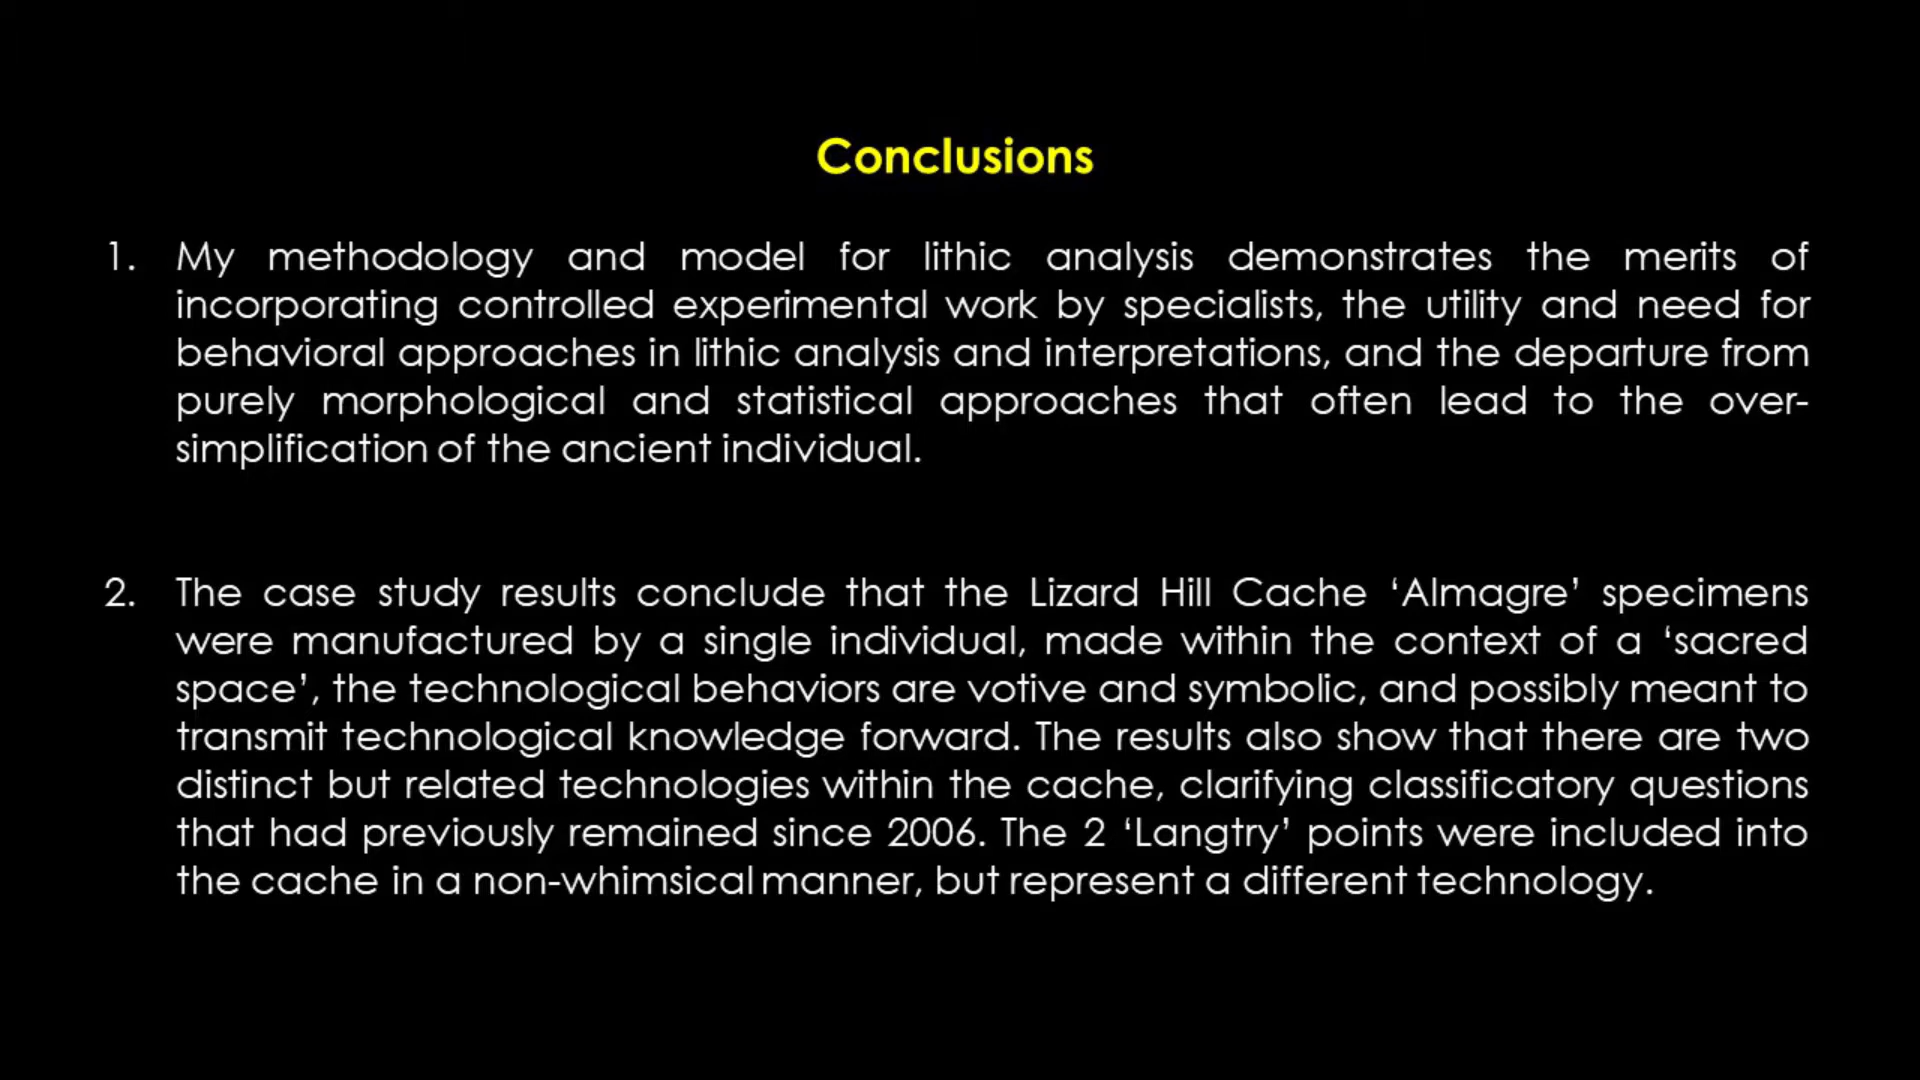 Conclusions
1. My methodology and model for lithic analysis demonstrates the merits of
incorporating controlled experimental work by specialists, the utility and need for
behavioral approaches in lithic analysis and interpretations, and the departure from
purely morphological and statistical approaches that often lead to the over-
simplification of the ancient individual.
2. The case study results conclude that the Lizard Hill Cache ‘Almagre’ specimens
were manufactured by a single individual, made within the context of a ‘sacred
space’, the technological behaviors are votive and symbolic, and possibly meant to
transmit technological knowledge forward. The results also show that there are two
distinct but related technologies within the cache, clarifying classificatory questions
that had previously remained since 2006. The 2 ‘Langtry’ points were included into
the cache in a non-whimsical manner, but represent a different technology.